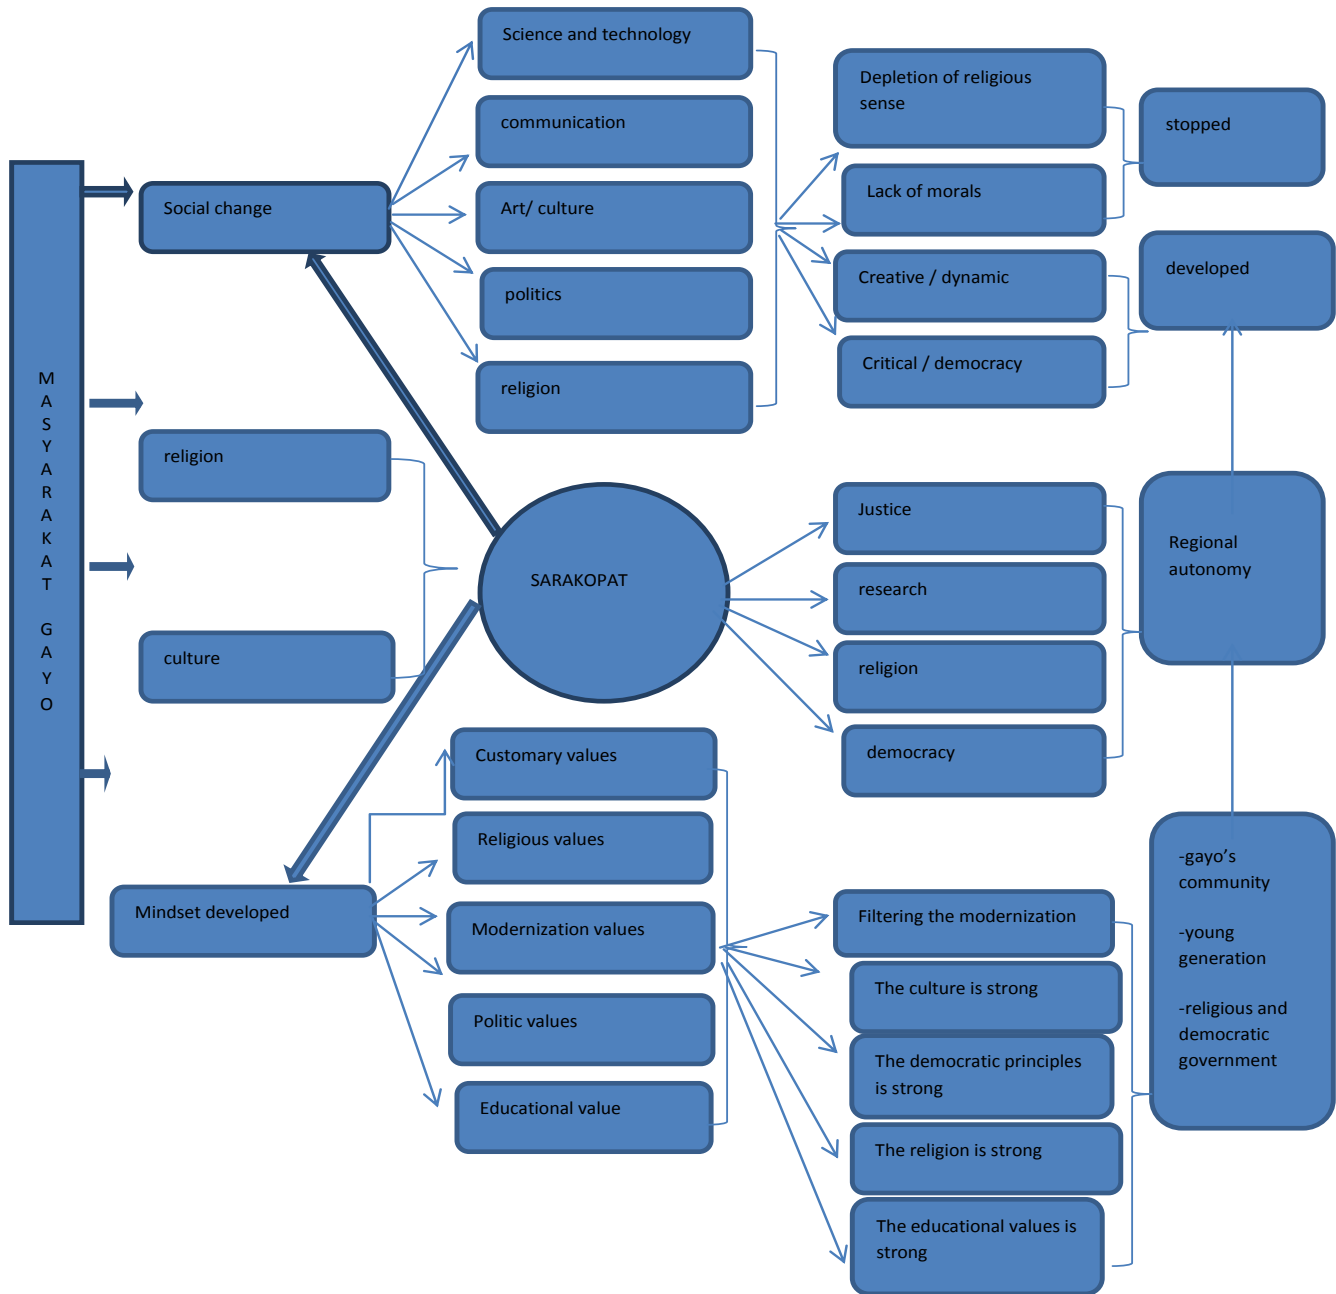 MASYARAKAT GAYO
Social change
religion
culture
Mindset developed
Science and technology
communication
Art/ culture
politics
religion
Depletion of religious
sense
Lack of morals
Creative / dynamic
Critical / democracy
stopped
developed
SARAKOPAT
Justice
research
religion
democracy
Regional
autonomy
Customary values
Religious values
Modernization values
Politic values
Educational value
Filtering the modernization
The culture is strong
The democratic principles
is strong
The religion is strong
The educational values is
strong
-gayo’s
community
-young
generation
-religious and
democratic
government